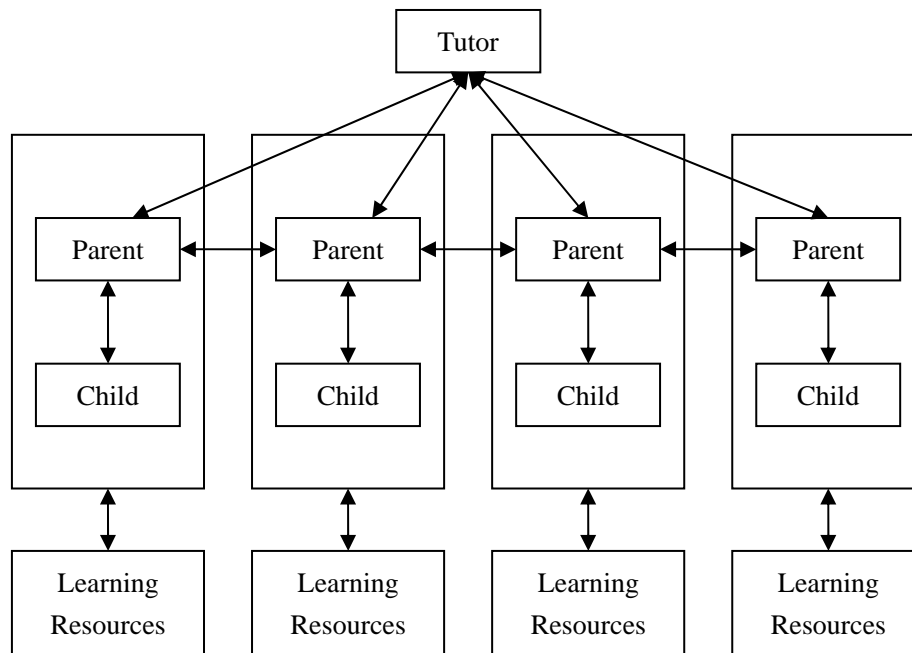 Tutor
Parent
Parent
Parent
Parent
Child
Child
Child
Child
Learning
Resources
Learning
Resources
Learning
Resources
Learning
Resources